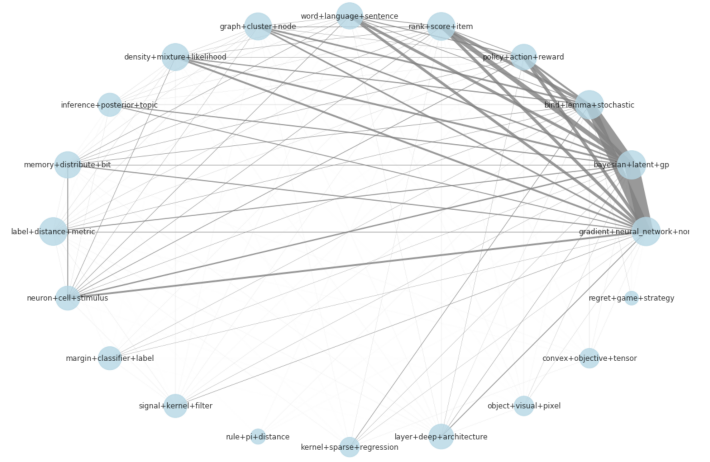 word+language+sentence
graph+cluster+node
rank+score+item
density+mixture+likelihood
policy+action+reward
inference+posterior+topic
bind+lemma+stochastic
memory+distribute+bit
bayesian+latent+gp
label+distance+metric
gradient+neural_network+nor
neuron+cell+stimulus
regret+game+strategy
margin+classifier+label
convex+objective+tensor
signal+kernel+filter
object+visual+pixel
rule+pi+distance
layer+deep+architecture
kernel+sparse+regression